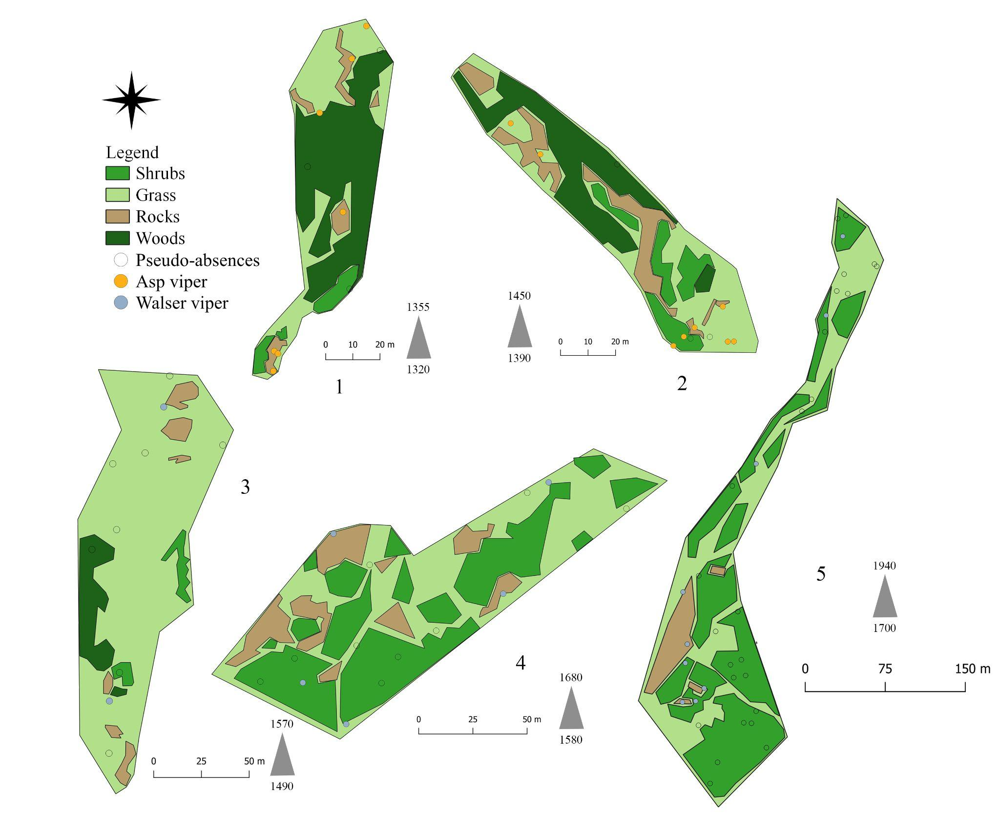 Legend
Shrubs
Grass
Rocks
Woods
Pseudo-absences
Asp viper
Walser viper
0 10 20 m
1355
1320
1
1450
1390
0 10 20 m
2
3
0 25 50 m
1570
1490
4
0 25 50 m
1680
1580
5
1940
1700
0 75 150 m